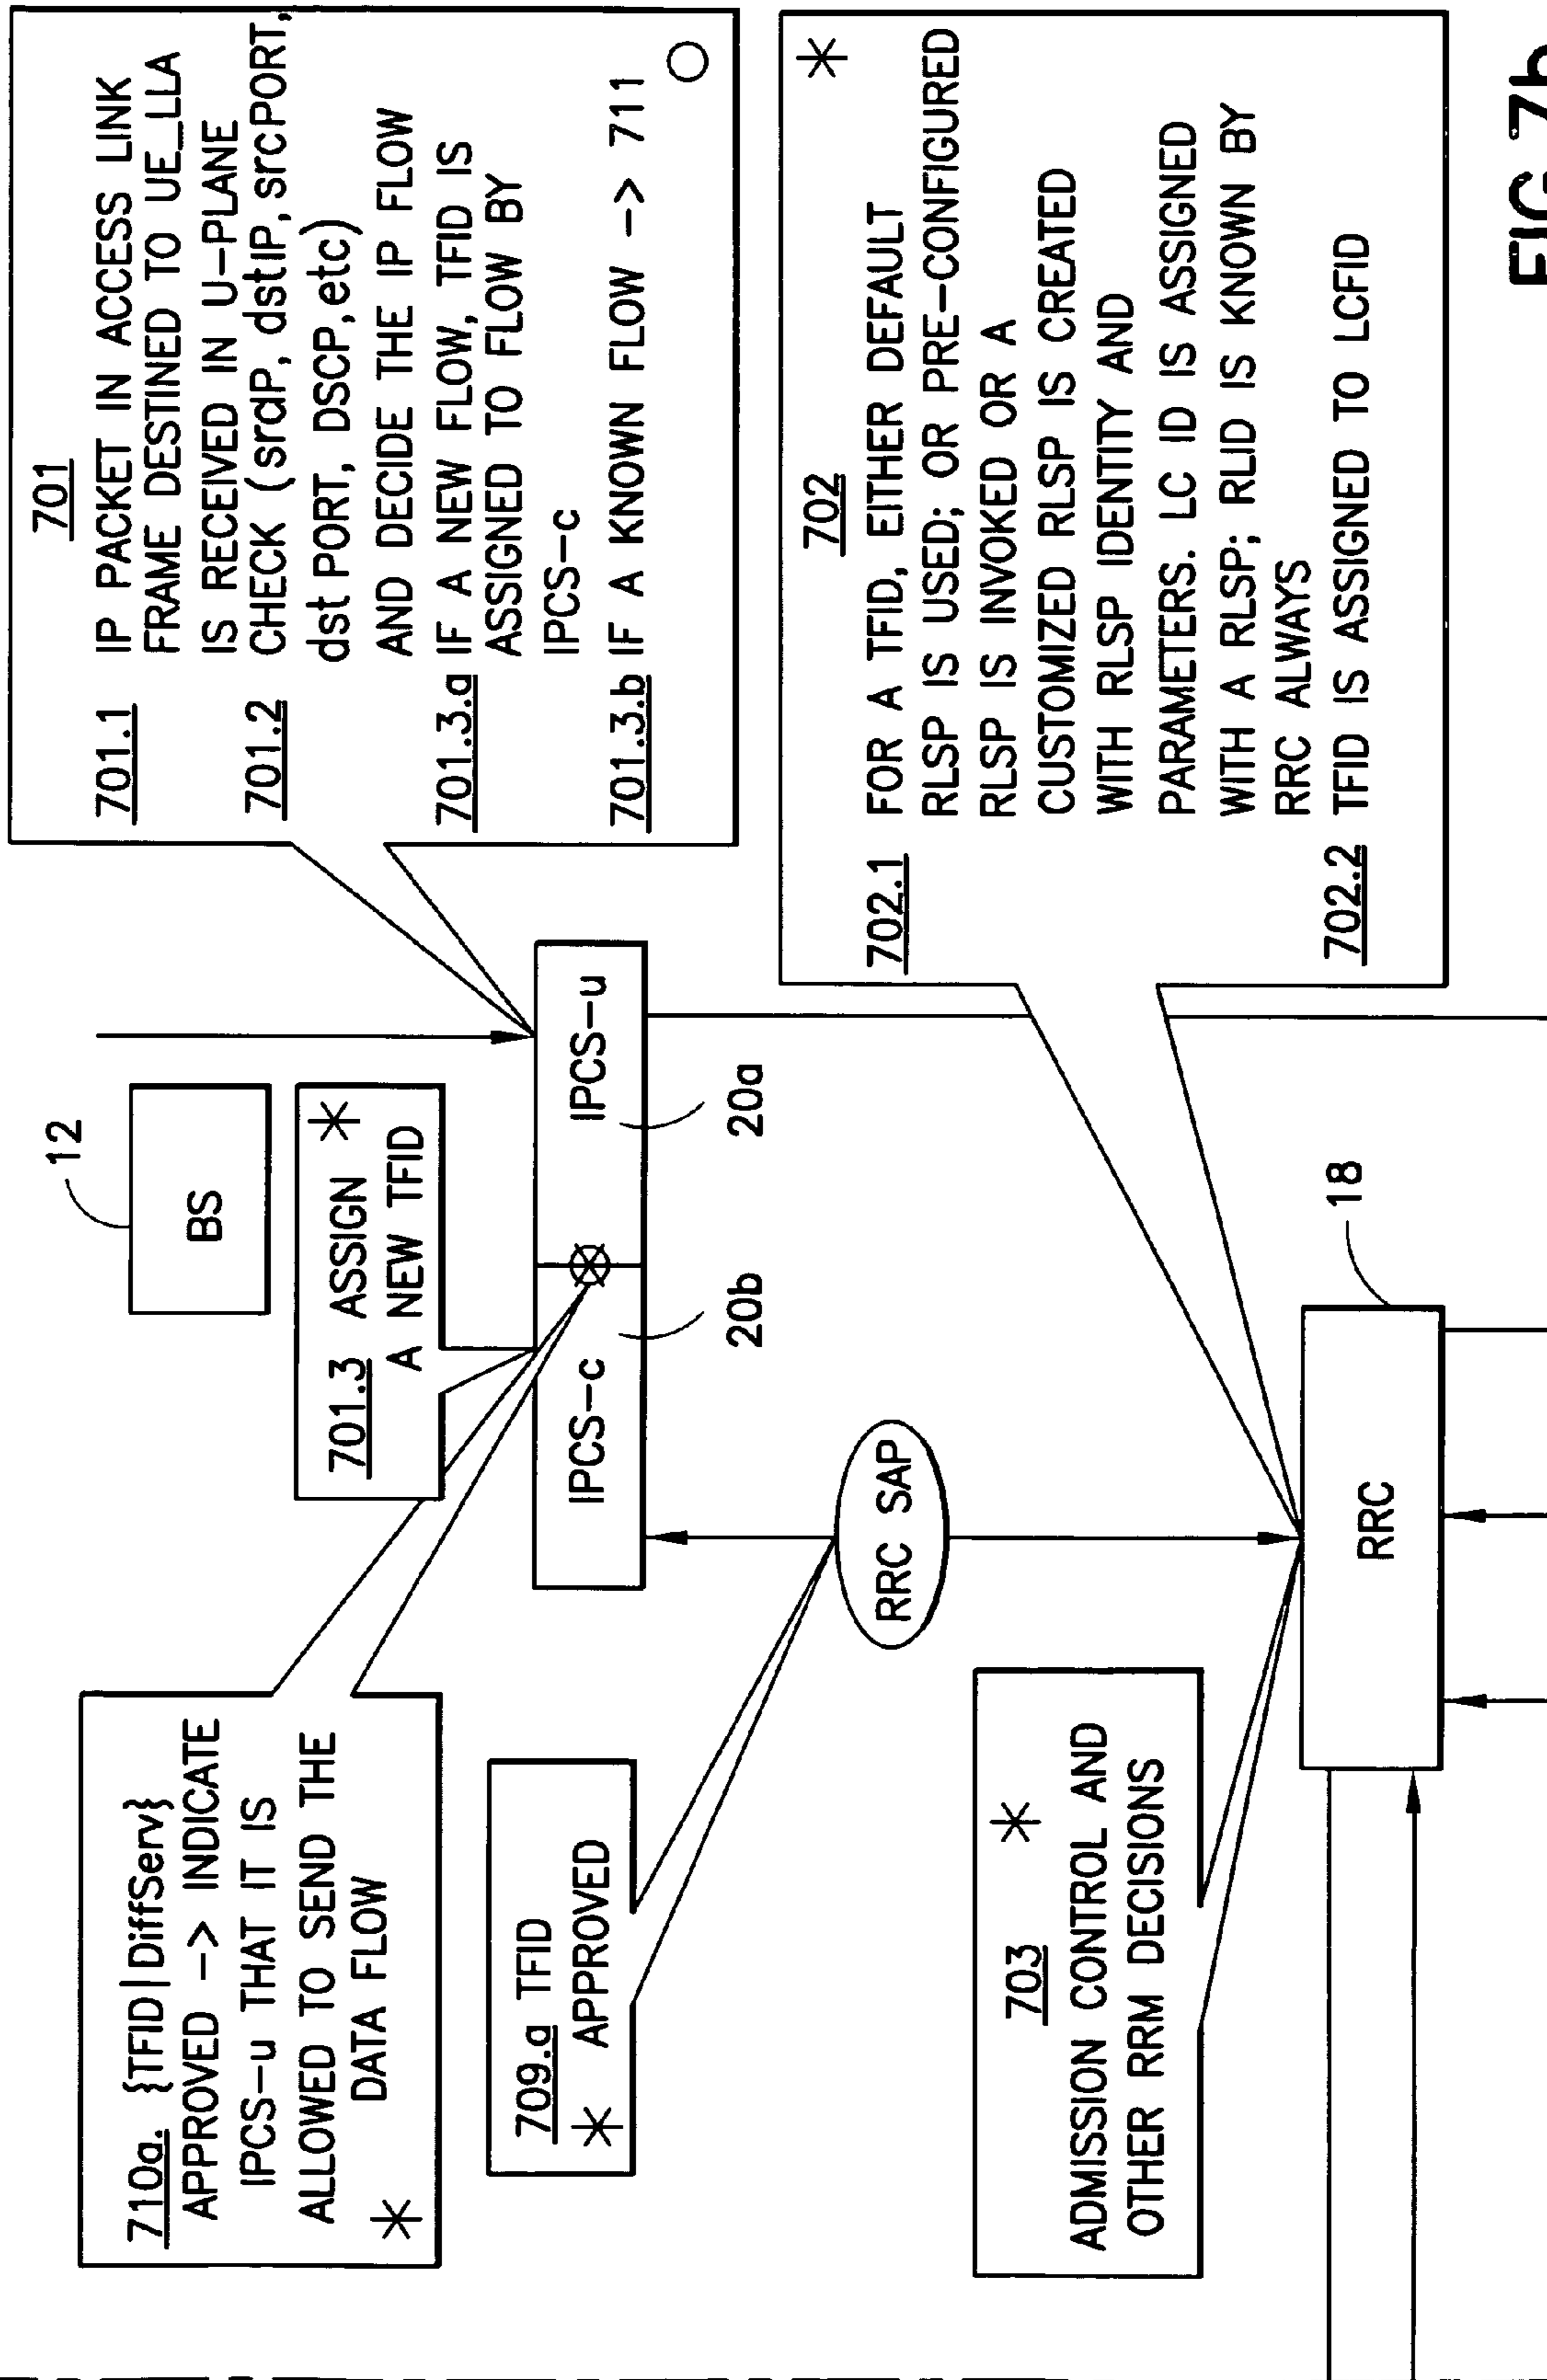 710a. {TFID|DiffServ}
APPROVED -> INDICATE
IPCS-u THAT IT IS
ALLOWED TO SEND THE
DATA FLOW
*
12
BS
701.3 ASSIGN *
A NEW TFID
701
701.1 IP PACKET IN ACCESS LINK
FRAME DESTINED TO UE_LLA
IS RECEIVED IN U-PLANE
701.2 CHECK (srdP, dstIP, srcPORT,
dst PORT, DSCP, etc)
AND DECIDE THE IP FLOW
701.3.a IF A NEW FLOW, TFID IS
ASSIGNED TO FLOW BY
IPCS-c
701.3.b IF A KNOWN FLOW -> 711
709.a TFID
* APPROVED
IPCS-c
IPCS-u
20b
20a
RRC SAP
703 *
ADMISSION CONTROL AND
OTHER RRM DECISIONS
702 *
702.1 FOR A TFID, EITHER DEFAULT
RLSP IS USED; OR PRE-CONFIGURED
RLSP IS INVOKED OR A
CUSTOMIZED RLSP IS CREATED
WITH RLSP IDENTITY AND
PARAMETERS. LC ID IS ASSIGNED
WITH A RLSP; RLID IS KNOWN BY
RRC ALWAYS
702.2 TFID IS ASSIGNED TO LCFID
RRC
18
FIG.7b